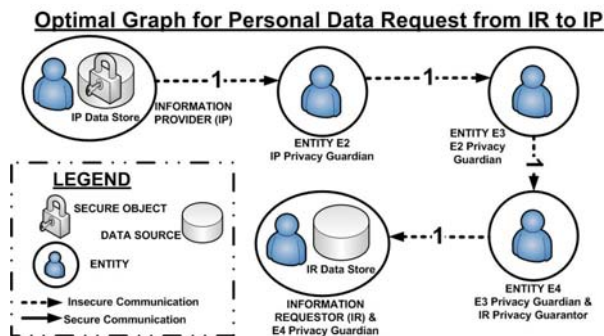 Optimal Graph for Personal Data Request from IR to IP
1
1
IP Data Store
INFORMATION
PROVIDER (IP)
ENTITY E2
IP Privacy Guardian
ENTITY E3
E2 Privacy
Guardian
1
LEGEND
SECURE OBJECT
DATA SOURCE
ENTITY
Insecure Communication
Secure Communication
1
IR Data Store
INFORMATION
REQUESTOR (IR) &
E4 Privacy Guardian
ENTITY E4
E3 Privacy Guardian &
IR Privacy Guarantor